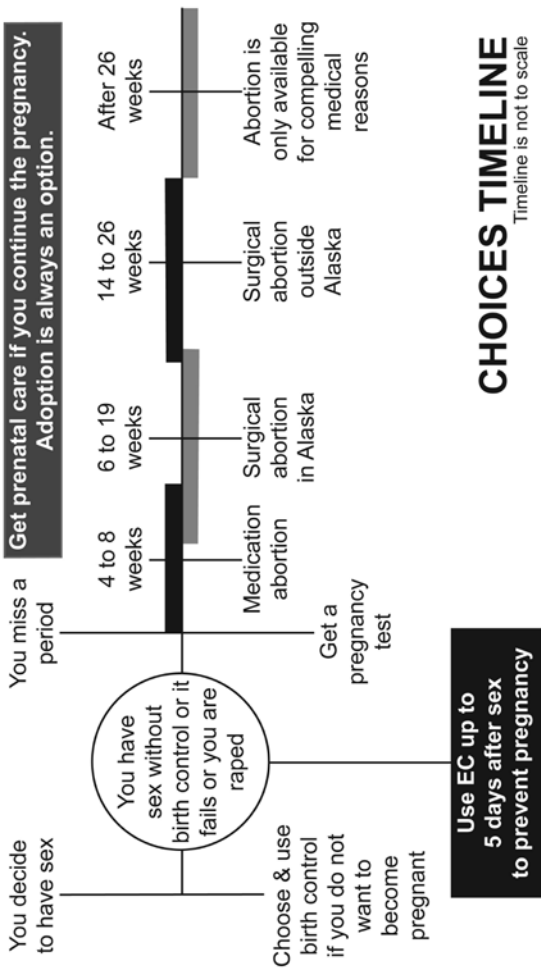 Get prenatal care if you continue the pregnancy.
Adoption is always an option.
You decide
to have sex
Choose & use
birth control
if you do not
want to
become
pregnant
You have
sex without
birth control or it
fails or you are
raped
Use EC up to
5 days after sex
to prevent pregnancy
You miss a
period
Get a
pregnancy
test
4 to 8
weeks
Medication
abortion
6 to 19
weeks
Surgical
abortion
in Alaska
14 to 26
weeks
Surgical
abortion
outside
Alaska
After 26
weeks
Abortion is
only available
for compelling
medical
reasons
CHOICES TIMELINE
Timeline is not to scale